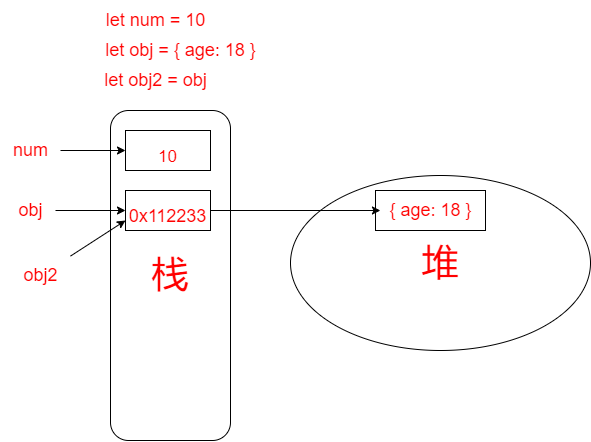 let num = 10
let obj = { age: 18 }
let obj2 = obj
num
10
obj
0x112233
{ age: 18 }
obj2
栈
堆